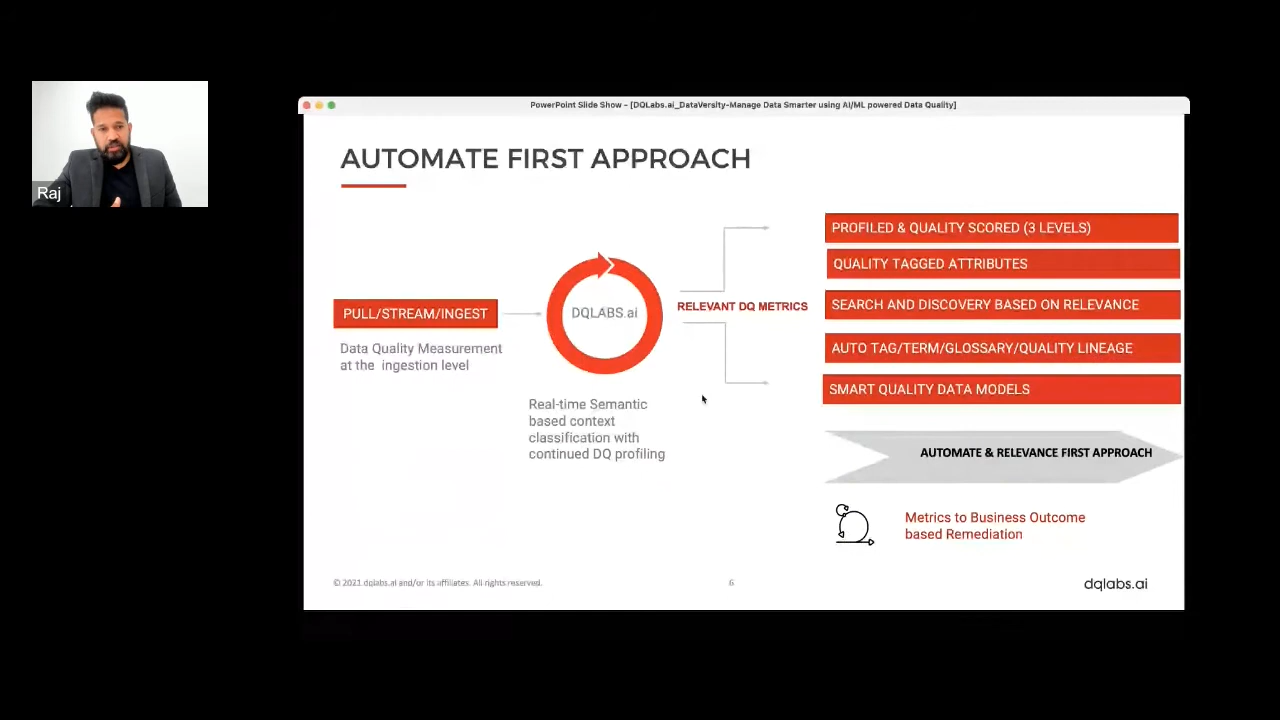 Raj
PowerPoint Slide Show - [DQLabs.ai_DataVersity-Manage Data Smarter using AI/ML powered Data Quality]
AUTOMATE FIRST APPROACH
PULL/STREAM/INGEST
Data Quality Measurement
at the ingestion level
DQLABS.ai
Real-time Semantic
based context
classification with
continued DQ profiling
RELEVANT DQ METRICS
PROFILED & QUALITY SCORED (3 LEVELS)
QUALITY TAGGED ATTRIBUTES
SEARCH AND DISCOVERY BASED ON RELEVANCE
AUTO TAG/TERM/GLOSSARY/QUALITY LINEAGE
SMART QUALITY DATA MODELS
AUTOMATE & RELEVANCE FIRST APPROACH
Metrics to Business Outcome
based Remediation
© 2021 dqlabs.ai and/or its affiliates. All rights reserved.
6
dqlabs.ai